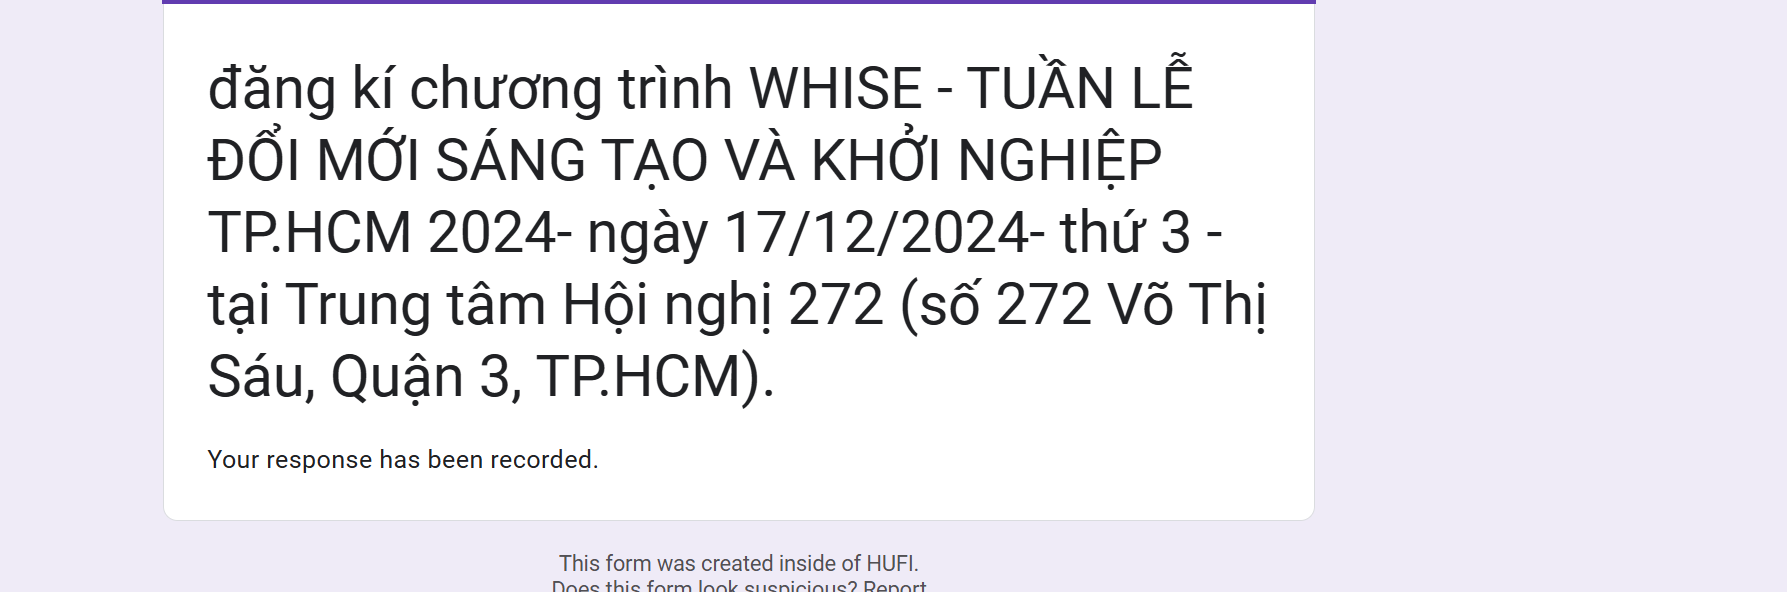 đăng kí chương trình WHISE - TUẦN LỄ
ĐỔI MỚI SÁNG TẠO VÀ KHỞI NGHIỆP
TP.HCM 2024- ngày 17/12/2024- thứ 3 -
tại Trung tâm Hội nghị 272 (số 272 Võ Thị
Sáu, Quận 3, TP.HCM).
Your response has been recorded.
This form was created inside of HUFI.
Does this form look suspicious? Report